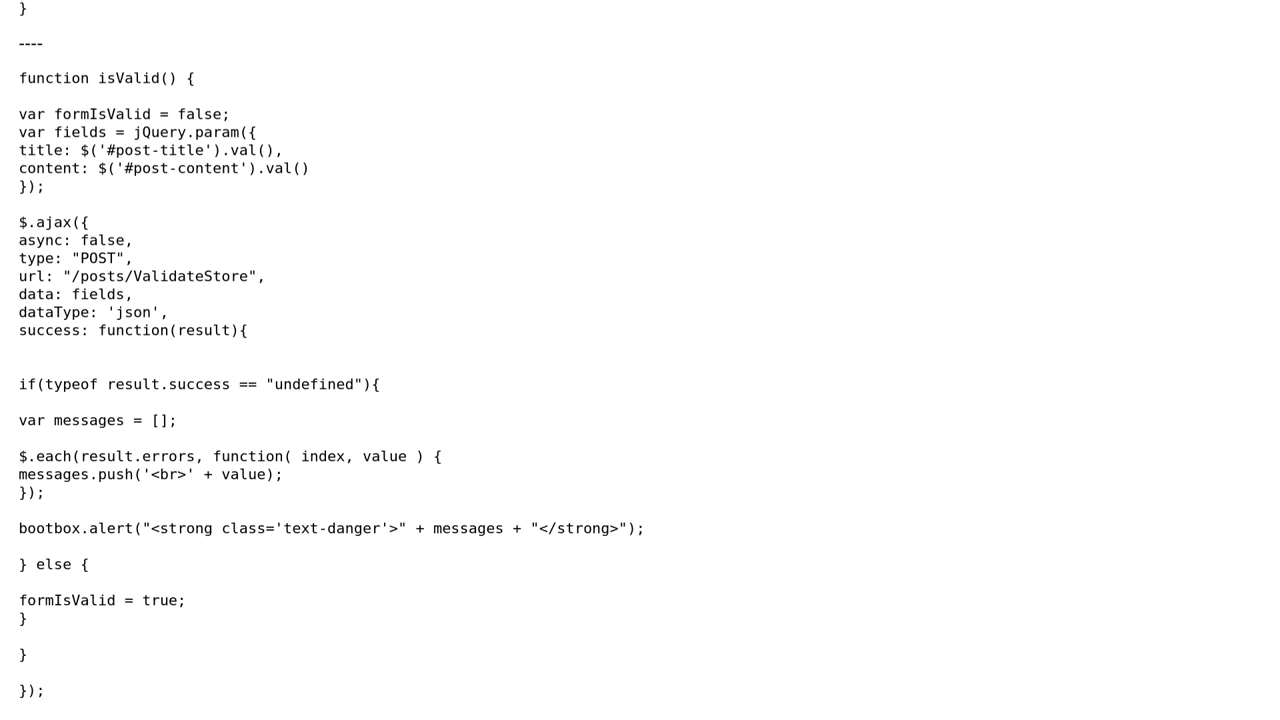 }
----
function isValid() {
var formIsValid = false;
var fields = jQuery.param({
title: $('#post-title').val(),
content: $('#post-content').val()
});
$.ajax({
async: false,
type: "POST",
url: "/posts/ValidateStore",
data: fields,
dataType: 'json',
success: function(result){
if(typeof result.success == "undefined"){
var messages = [];
$.each(result.errors, function( index, value ) {
messages.push('<br>' + value);
});
bootbox.alert("<strong class='text-danger'>" + messages + "</strong>");
} else {
formIsValid = true;
}
}
});